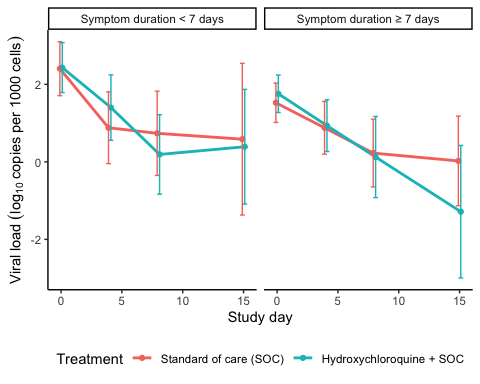 Symptom duration < 7 days
Symptom duration ≥ 7 days
Viral load (log₁₀ copies per 1000 cells)
2
0
-2
0 5 10 15
0 5 10 15
Study day
Treatment Standard of care (SOC) Hydroxychloroquine + SOC